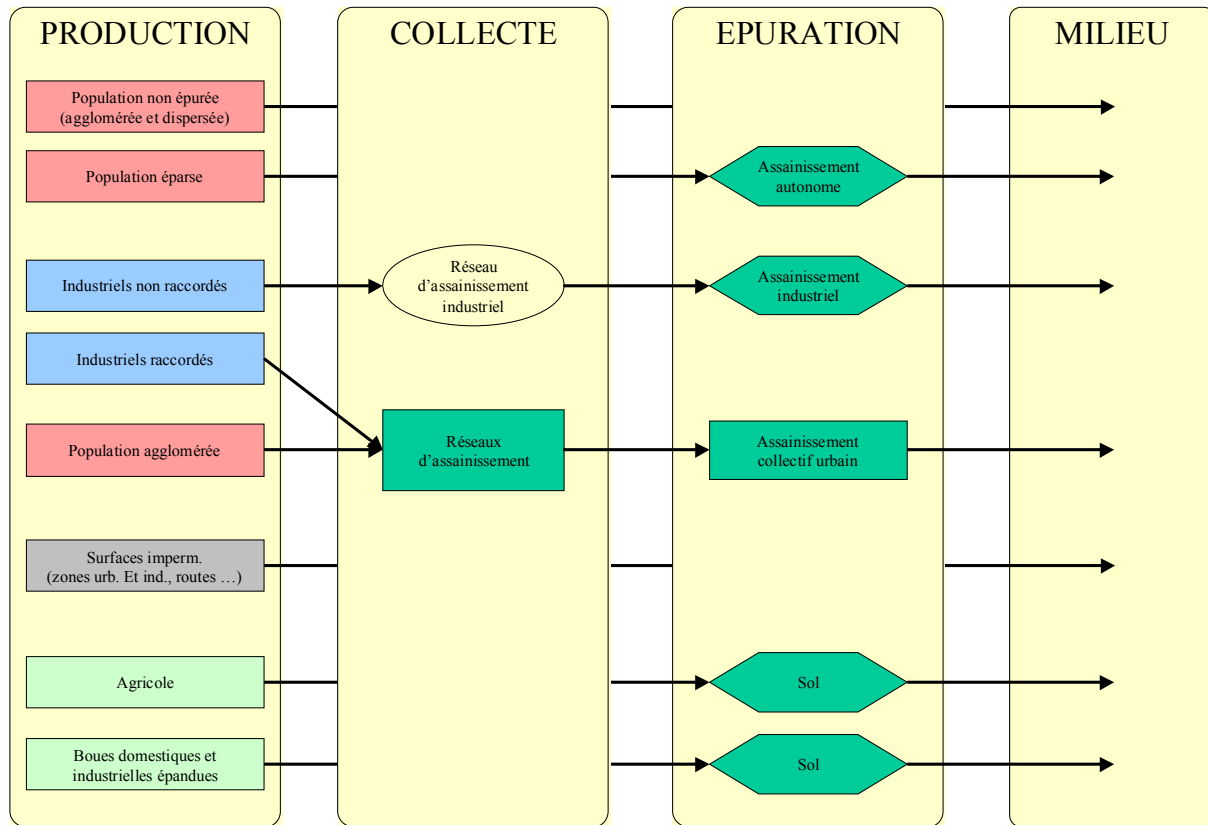 PRODUCTION
COLLECTE
EPURATION
MILIEU
Population non épurée
(agglomérée et dispersée)
Population éparse
Assainissement
autonome
Industriels non raccordés
Réseau
d'assainissement
industriel
Assainissement
industriel
Industriels raccordés
Population agglomérée
Réseaux
d'assainissement
Assainissement
collectif urbain
Surfaces imperm.
(zones urb. Et ind., routes …)
Agricole
Sol
Boues domestiques et
industrielles épandues
Sol